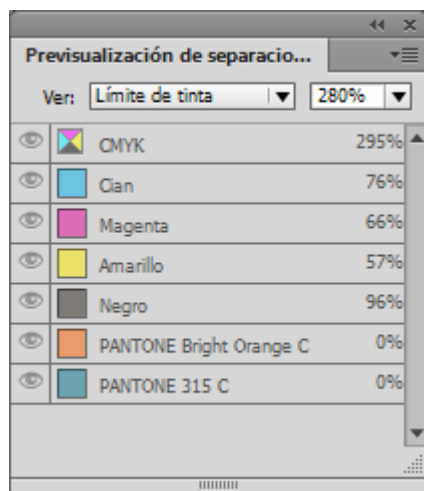 Previsualización de separacio...
Ver: Límite de tinta 280%
CMYK 295%
Cian 76%
Magenta 66%
Amarillo 57%
Negro 96%
PANTONE Bright Orange C 0%
PANTONE 315 C 0%